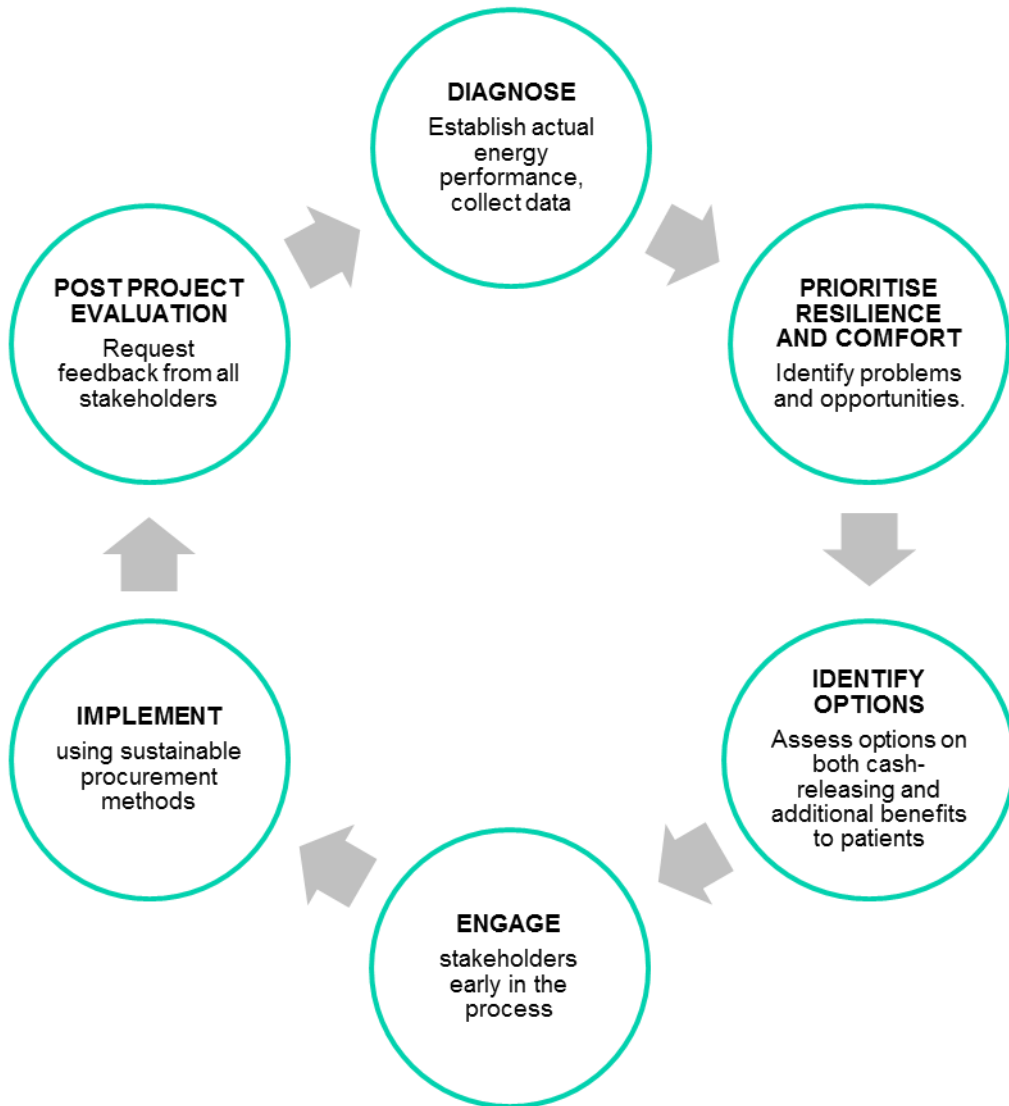 DIAGNOSE
Establish actual
energy
performance,
collect data
PRIORITISE
RESILIENCE
AND COMFORT
Identify problems
and opportunities.
IDENTIFY
OPTIONS
Assess options on
both cash-
releasing and
additional benefits
to patients
ENGAGE
stakeholders
early in the
process
IMPLEMENT
using sustainable
procurement
methods
POST PROJECT
EVALUATION
Request
feedback from all
stakeholders